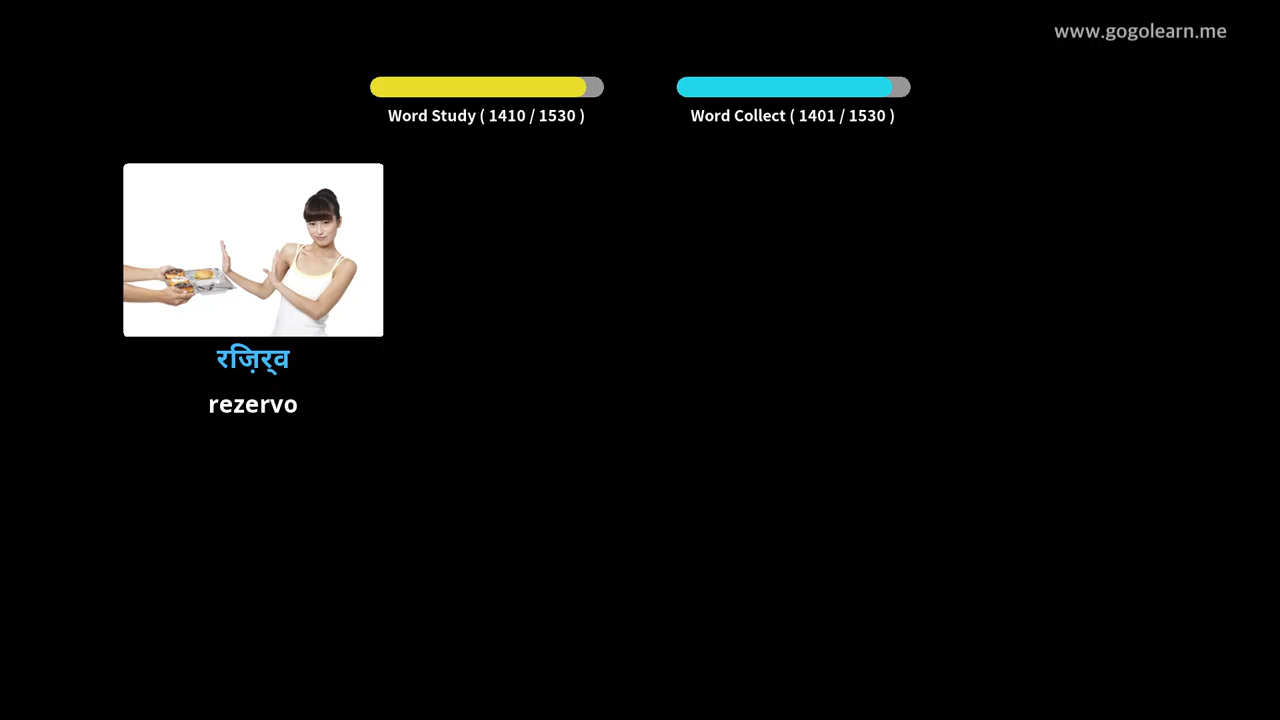 www.gogolearn.me
Word Study ( 1410 / 1530 )
Word Collect ( 1401 / 1530 )
रज़िर्व
rezervo